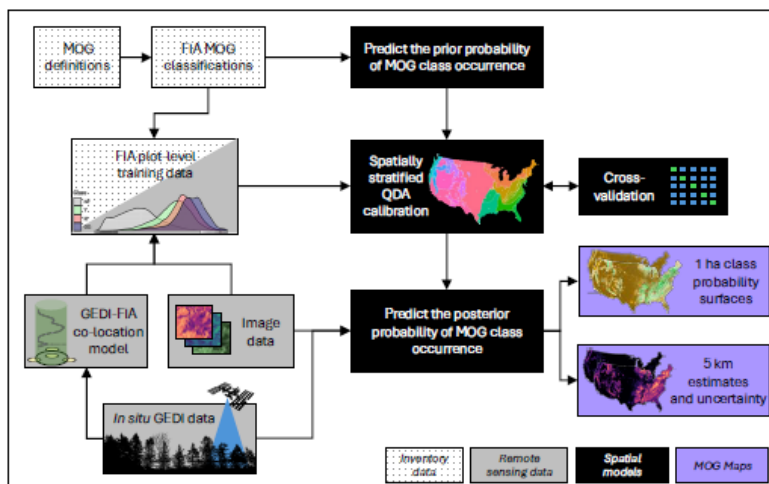 MOG
definitions
FIA MOG
classifications
Predict the prior probability
of MOG class occurrence
FIA plot-level
training data
Spatially
stratified
QDA
calibration
Cross-
validation
GEDI-FIA
co-location
model
Image
data
Predict the posterior
probability of MOG class
occurrence
1 ha class
probability
surfaces
5 km
estimates
and uncertainty
In situ GEDI data
Inventory
data
Remote
sensing data
Spatial
models
MOG Maps